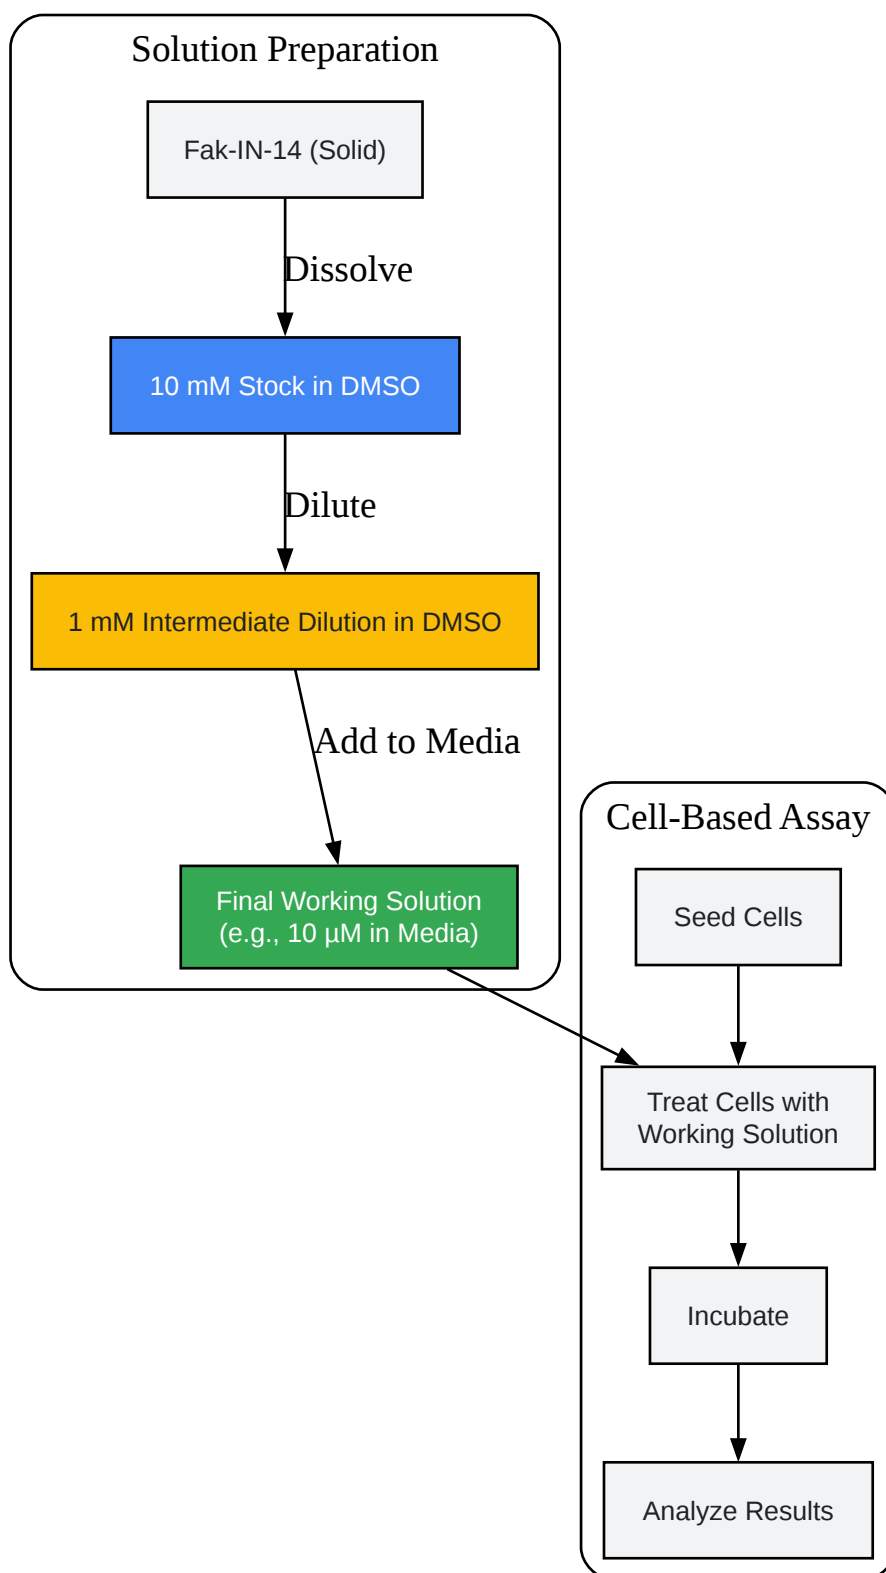 Solution Preparation
Fak-IN-14 (Solid)
Dissolve
10 mM Stock in DMSO
Dilute
1 mM Intermediate Dilution in DMSO
Add to Media
Final Working Solution
(e.g., 10 µM in Media)
Cell-Based Assay
Seed Cells
Treat Cells with
Working Solution
Incubate
Analyze Results